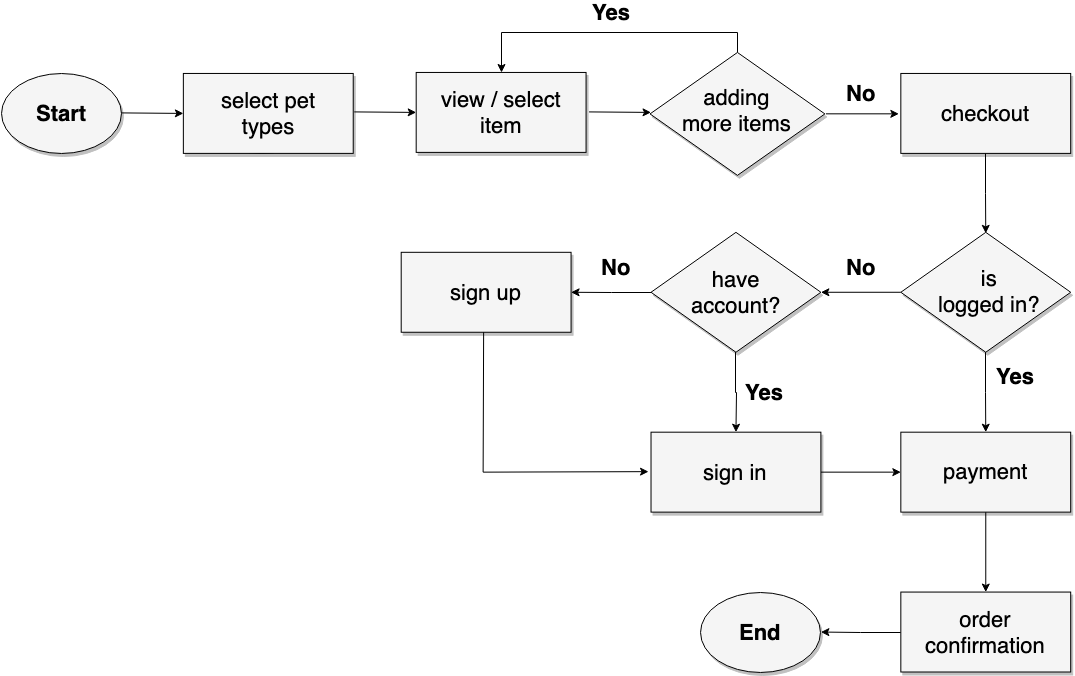 Yes
Start
select pet
types
view / select
item
adding
more items
No
checkout
sign up
No
have
account?
No
is
logged in?
Yes
Yes
sign in
payment
End
order
confirmation